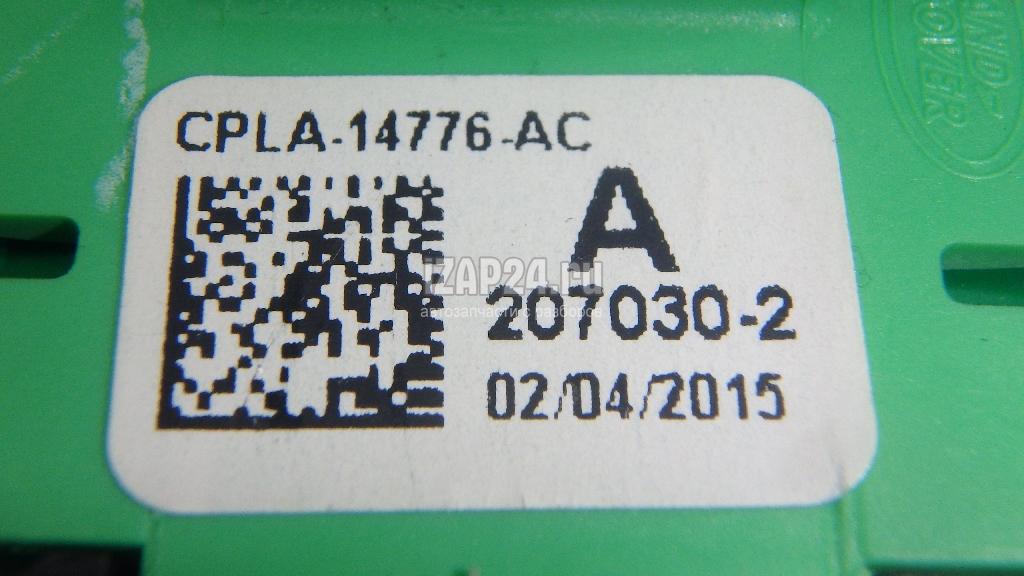 LAND-
ROVER
CPLA-14776-AC
A
IZAP24.ru
автозапчасти с разборов
207030-2
02/04/2015